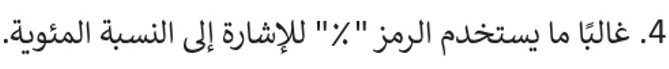 4. غالبًا ما يستخدم الرمز "٪" للإشارة إلى النسبة المئوية.